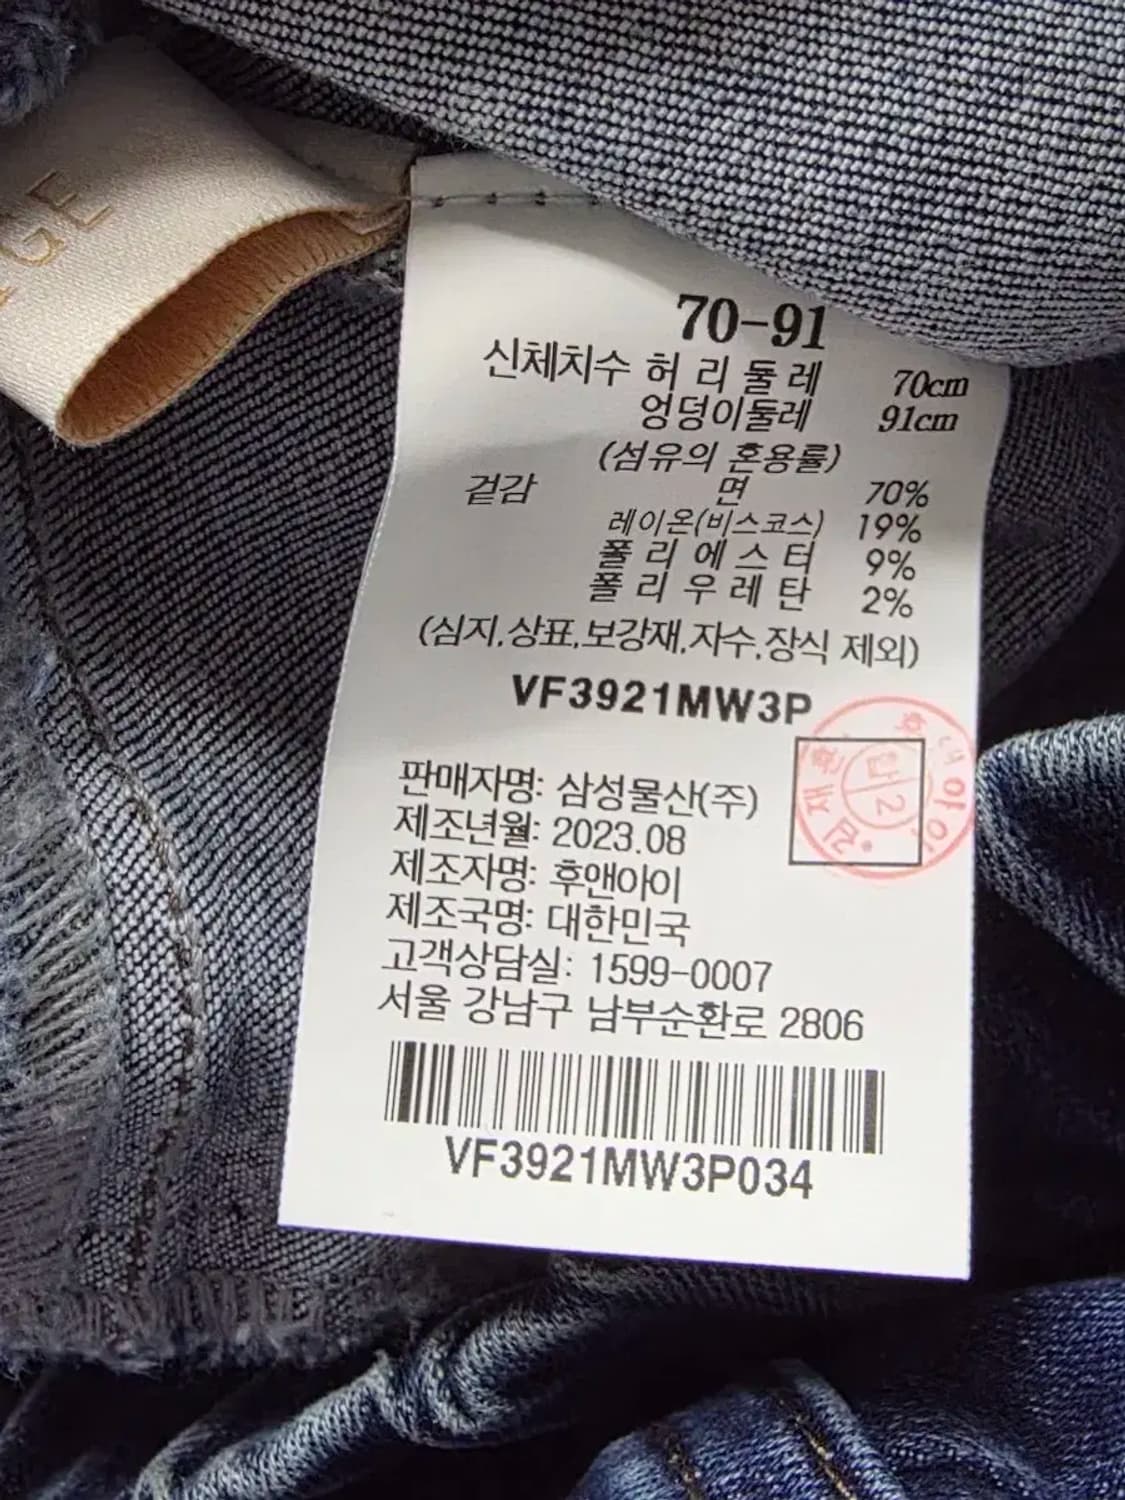 GE
70-91
신체치수 허리둘레 70cm
엉덩이둘레 91cm
(섬유의 혼용률)
겉감 면 70%
레이온(비스코스) 19%
폴리에스터 9%
폴리우레탄 2%
(심지,상표,보강재,자수,장식 제외)
VF3921MW3P
판매자명: 삼성물산(주)
제조년월: 2023.08
제조자명: 후앤아이
제조국명: 대한민국
고객상담실: 1599-0007
서울 강남구 남부순환로 2806
VF3921MW3P034